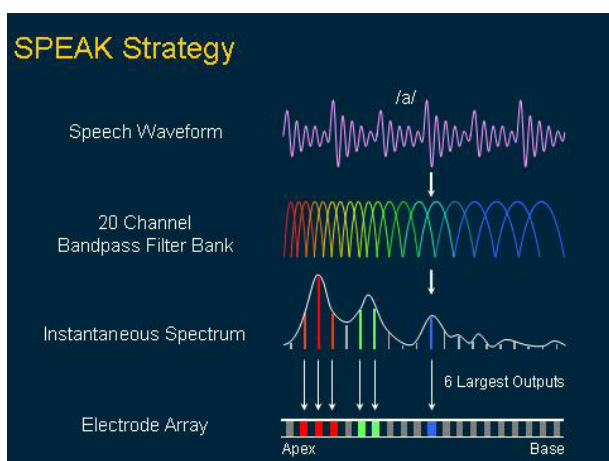 SPEAK Strategy
/a/
Speech Waveform
20 Channel
Bandpass Filter Bank
Instantaneous Spectrum
6 Largest Outputs
Electrode Array
Apex
Base